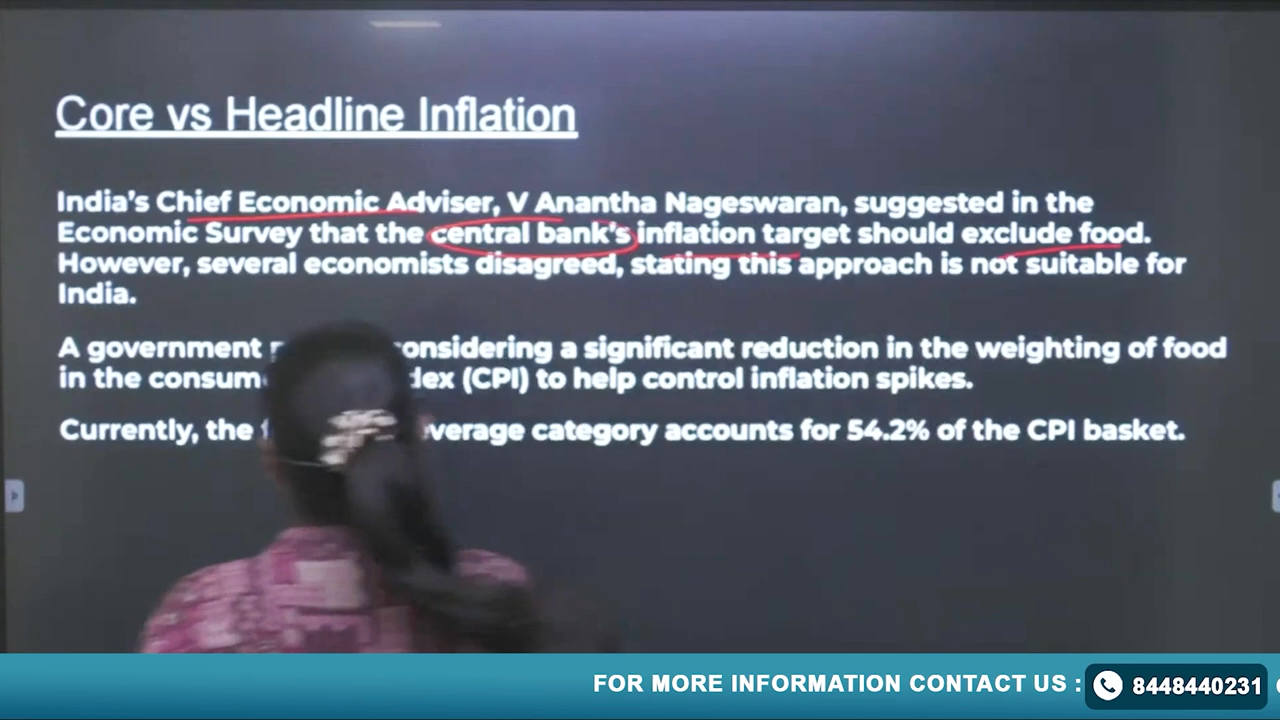 Core vs Headline Inflation
India's Chief Economic Adviser, V Anantha Nageswaran, suggested in the
Economic Survey that the central bank's inflation target should exclude food.
However, several economists disagreed, stating this approach is not suitable for
India.
A government considering a significant reduction in the weighting of food
in the (CPI) to help control inflation spikes.
Currently, the category accounts for 54.2% of the CPI basket.
FOR MORE INFORMATION CONTACT US : 8448440231